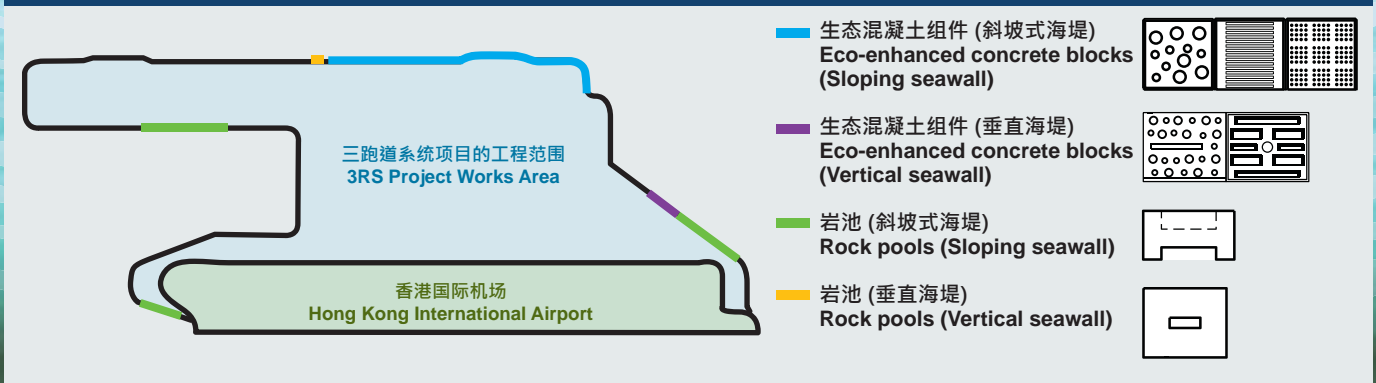 三跑道系统项目的工程范围
3RS Project Works Area
香港国际机场
Hong Kong International Airport
生态混凝土组件 (斜坡式海堤)
Eco-enhanced concrete blocks
(Sloping seawall)
生态混凝土组件 (垂直海堤)
Eco-enhanced concrete blocks
(Vertical seawall)
岩池 (斜坡式海堤)
Rock pools (Sloping seawall)
岩池 (垂直海堤)
Rock pools (Vertical seawall)